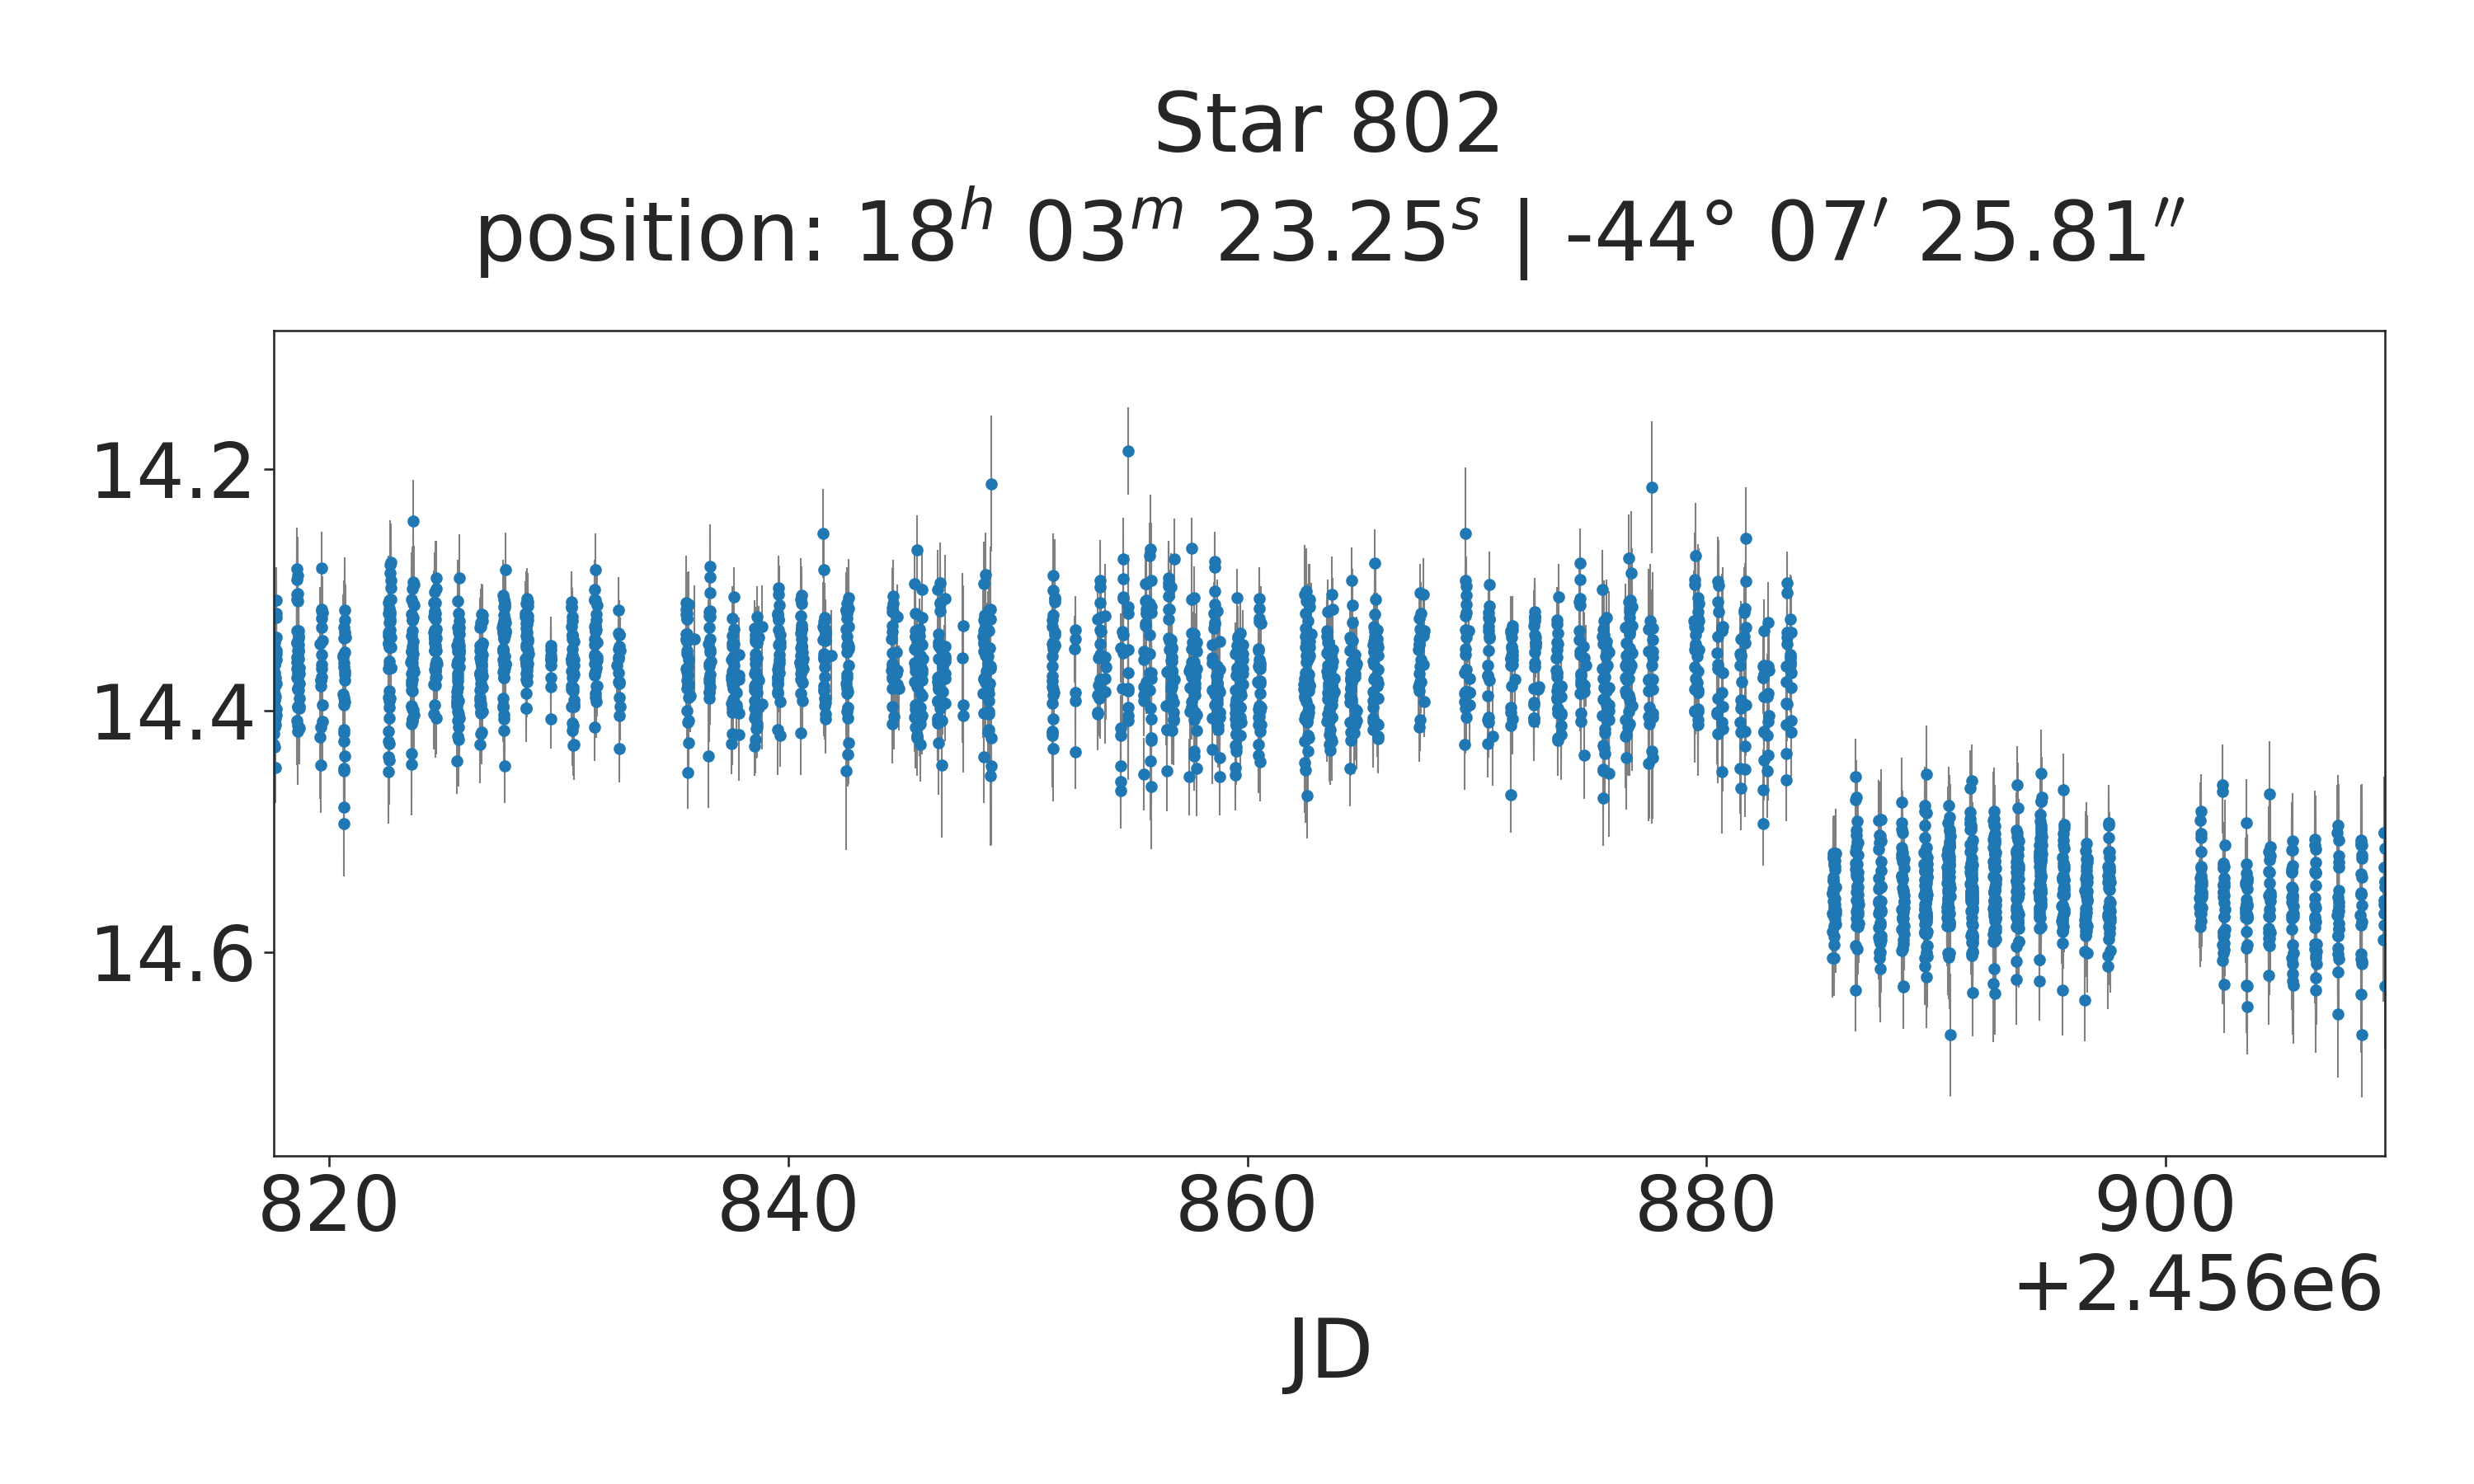 Star 802
position: 18ʰ 03ᵐ 23.25ˢ | -44° 07′ 25.81″
14.2
14.4
14.6
820 840 860 880 900
+2.456e6
JD